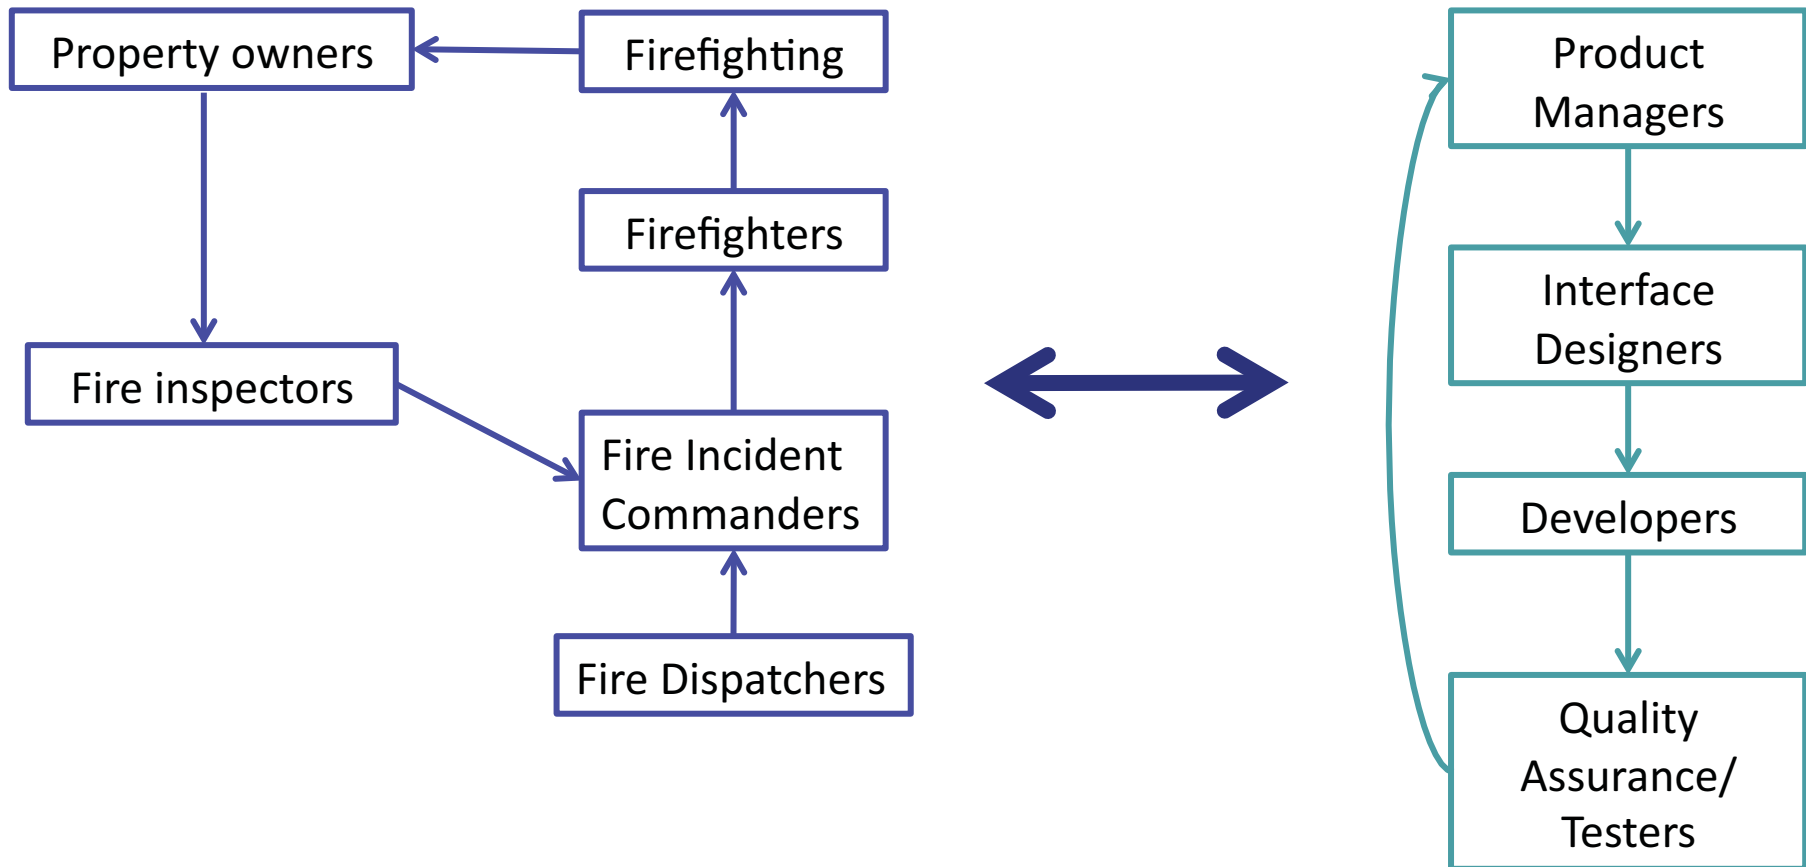 Property owners
Firefighting
Firefighters
Fire inspectors
Fire Incident
Commanders
Fire Dispatchers
Product
Managers
Interface
Designers
Developers
Quality
Assurance/
Testers